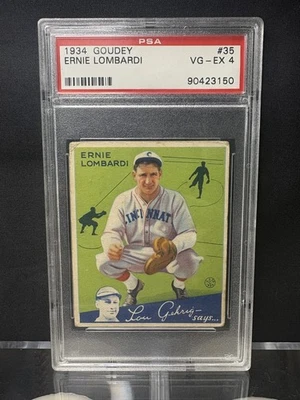 PSA
1934 GOUDEY #35
ERNIE LOMBARDI VG-EX 4
90423150
ERNIE
LOMBARDI
C
CINCINNATI
Lou Gehrig
says...